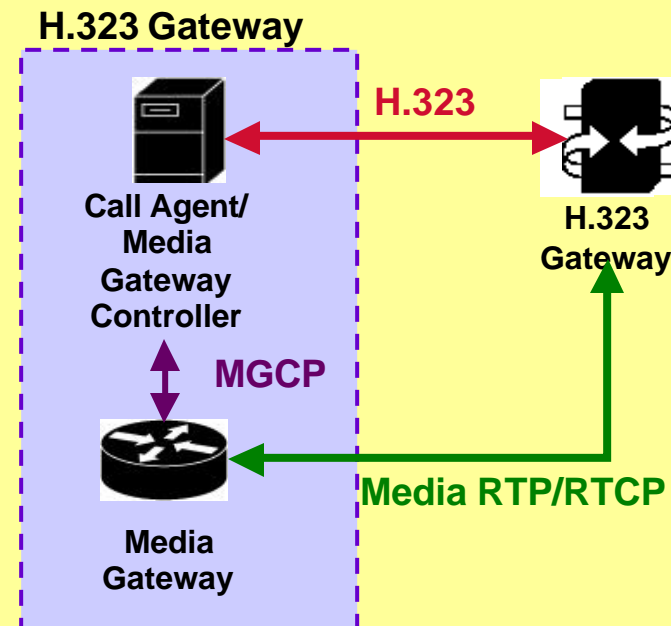 H.323 Gateway
H.323
Call Agent/
Media
Gateway
Controller
H.323
Gateway
MGCP
Media RTP/RTCP
Media
Gateway